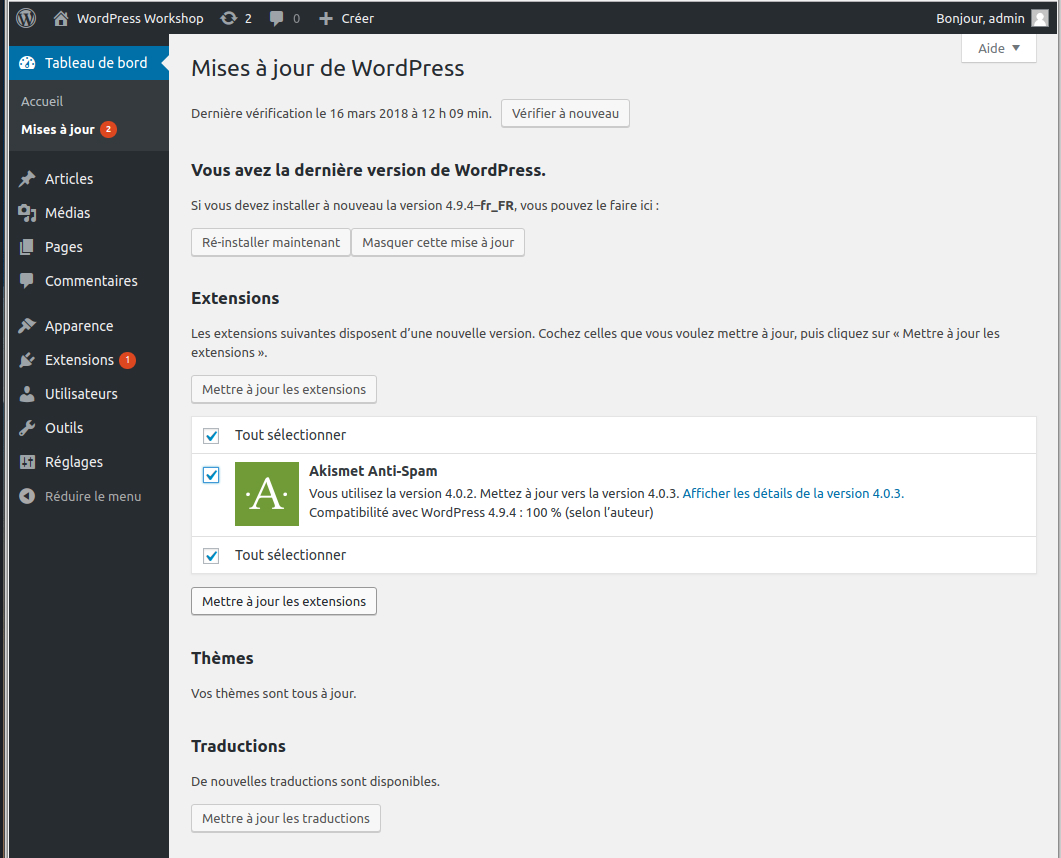 WordPress Workshop 2 0 Créer Bonjour, admin
Aide
Tableau de bord
Accueil
Mises à jour 2
Articles
Médias
Pages
Commentaires
Apparence
Extensions 1
Utilisateurs
Outils
Réglages
Réduire le menu
Mises à jour de WordPress
Dernière vérification le 16 mars 2018 à 12 h 09 min. Vérifier à nouveau
Vous avez la dernière version de WordPress.
Si vous devez installer à nouveau la version 4.9.4–fr_FR, vous pouvez le faire ici :
Ré-installer maintenant Masquer cette mise à jour
Extensions
Les extensions suivantes disposent d’une nouvelle version. Cochez celles que vous voulez mettre à jour, puis cliquez sur « Mettre à jour les
extensions ».
Mettre à jour les extensions
Tout sélectionner
·A·
Akismet Anti-Spam
Vous utilisez la version 4.0.2. Mettez à jour vers la version 4.0.3. Afficher les détails de la version 4.0.3.
Compatibilité avec WordPress 4.9.4 : 100 % (selon l’auteur)
Tout sélectionner
Mettre à jour les extensions
Thèmes
Vos thèmes sont tous à jour.
Traductions
De nouvelles traductions sont disponibles.
Mettre à jour les traductions